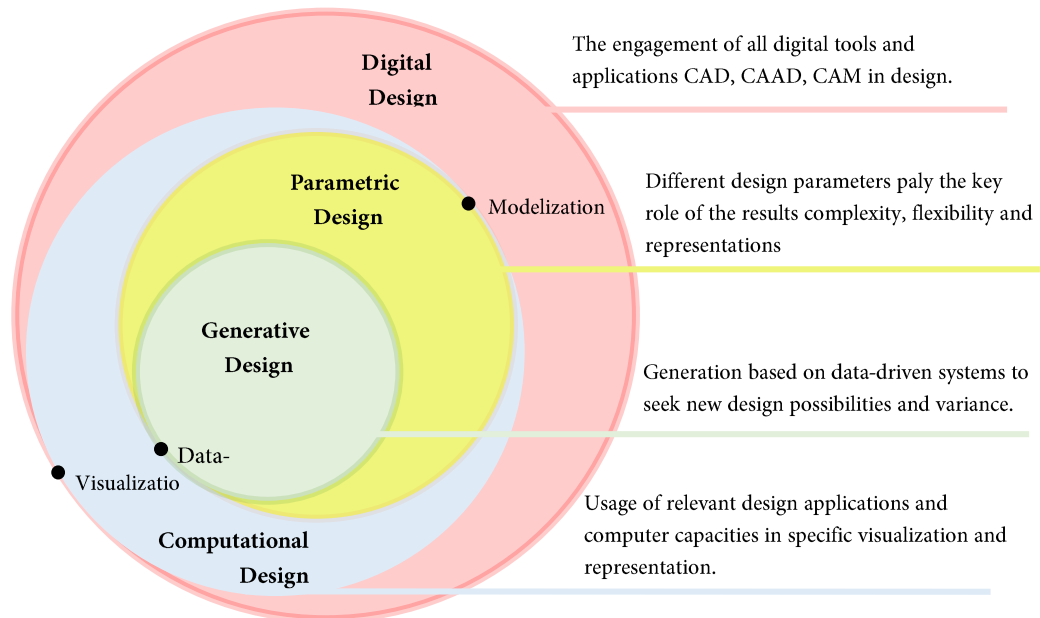 Digital
Design
The engagement of all digital tools and
applications CAD, CAAD, CAM in design.
Parametric
Design
Modelization
Different design parameters paly the key
role of the results complexity, flexibility and
representations
Generative
Design
Generation based on data-driven systems to
seek new design possibilities and variance.
Data-
Visualizatio
Computational
Design
Usage of relevant design applications and
computer capacities in specific visualization and
representation.